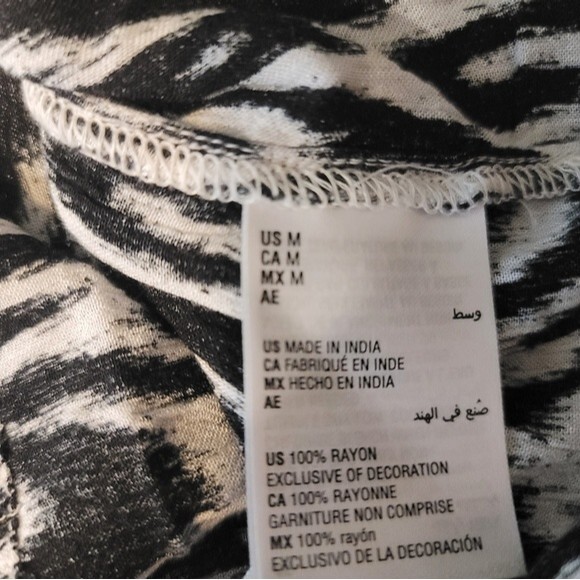 US M
CA M
MX M
AE
وسط
US MADE IN INDIA
CA FABRIQUÉ EN INDE
MX HECHO EN INDIA
AE
صُنع في الهند
US 100% RAYON
EXCLUSIVE OF DECORATION
CA 100% RAYONNE
GARNITURE NON COMPRISE
MX 100% rayón
EXCLUSIVO DE LA DECORACIÓN